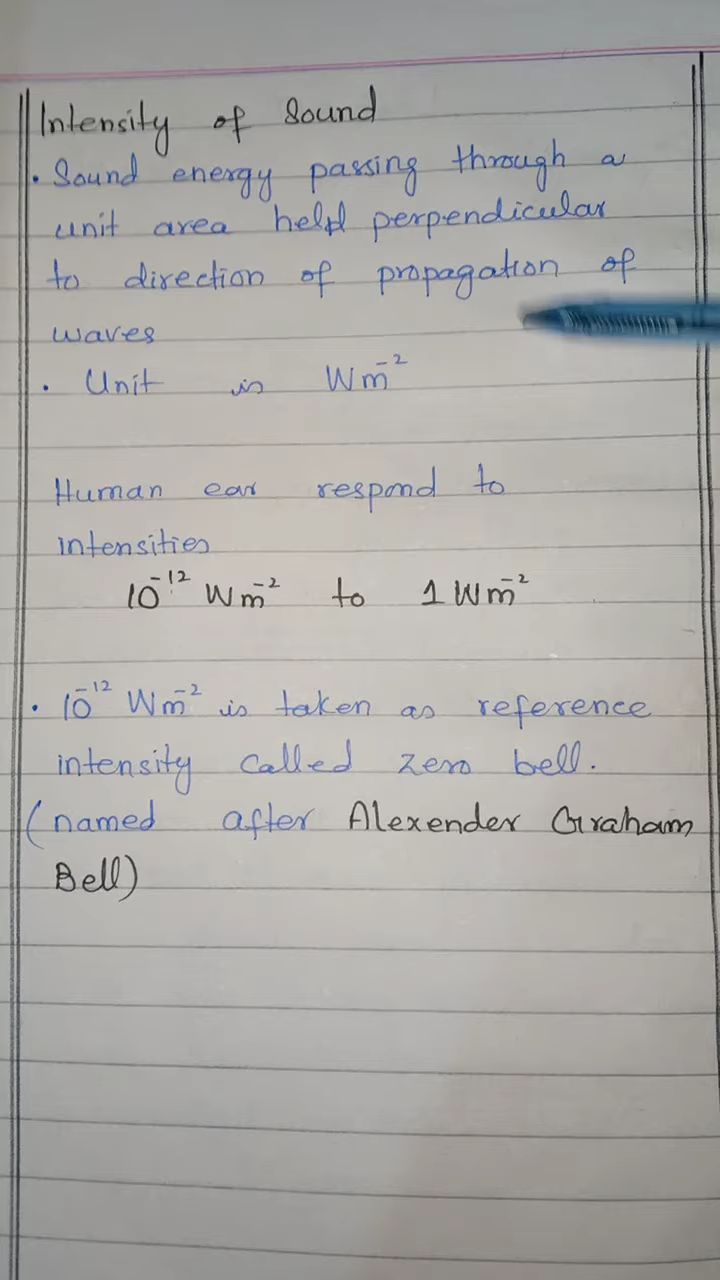 Intensity of Sound
• Sound energy passing through a
unit area held perpendicular
to direction of propagation of
waves
• Unit is Wm⁻²
Human ear respond to
intensities
10⁻¹² Wm⁻² to 1 Wm⁻²
• 10⁻¹² Wm⁻² is taken as reference
intensity called zero bell.
(named after Alexender Graham
Bell)